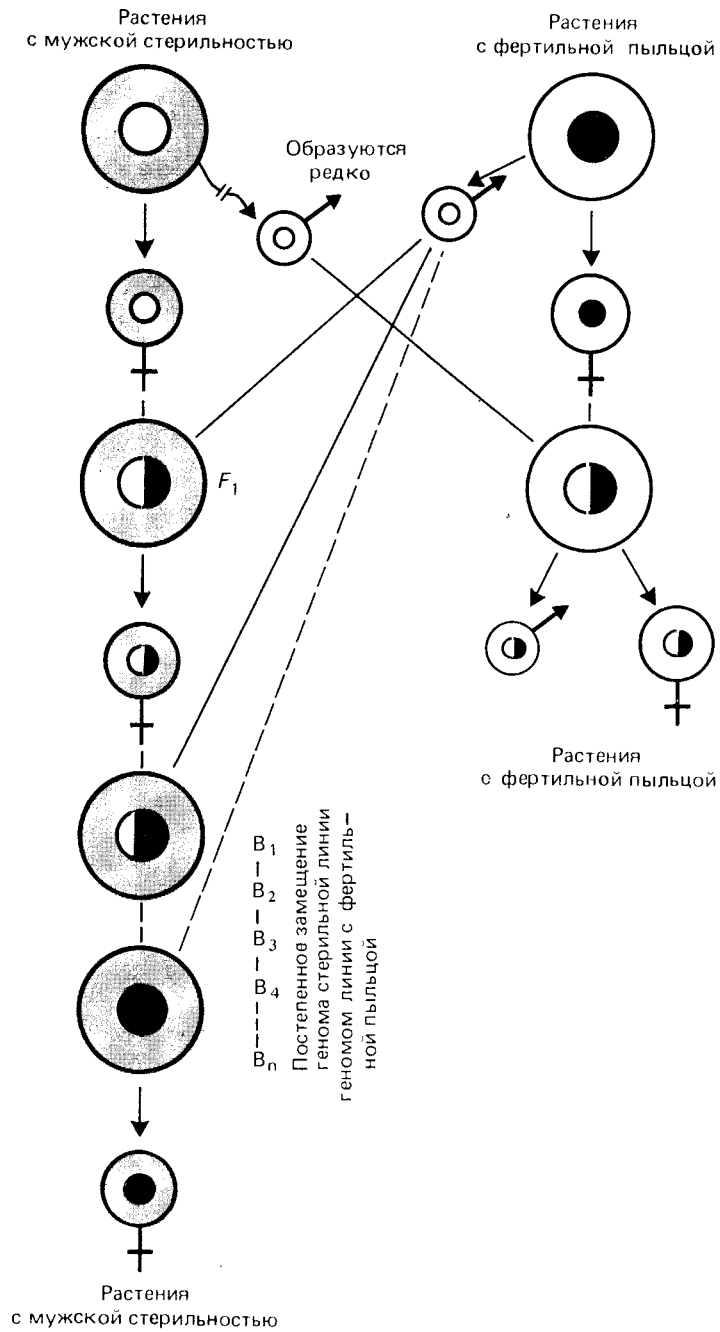 Растения
с мужской стерильностью
Растения
с фертильной пыльцой
Образуются
редко
F1
B1
B2
B3
B4
Bn
Постепенное замещение
генома стерильной линии
геномом линии с фертиль-
ной пыльцой
Растения
с фертильной пыльцой
Растения
с мужской стерильностью